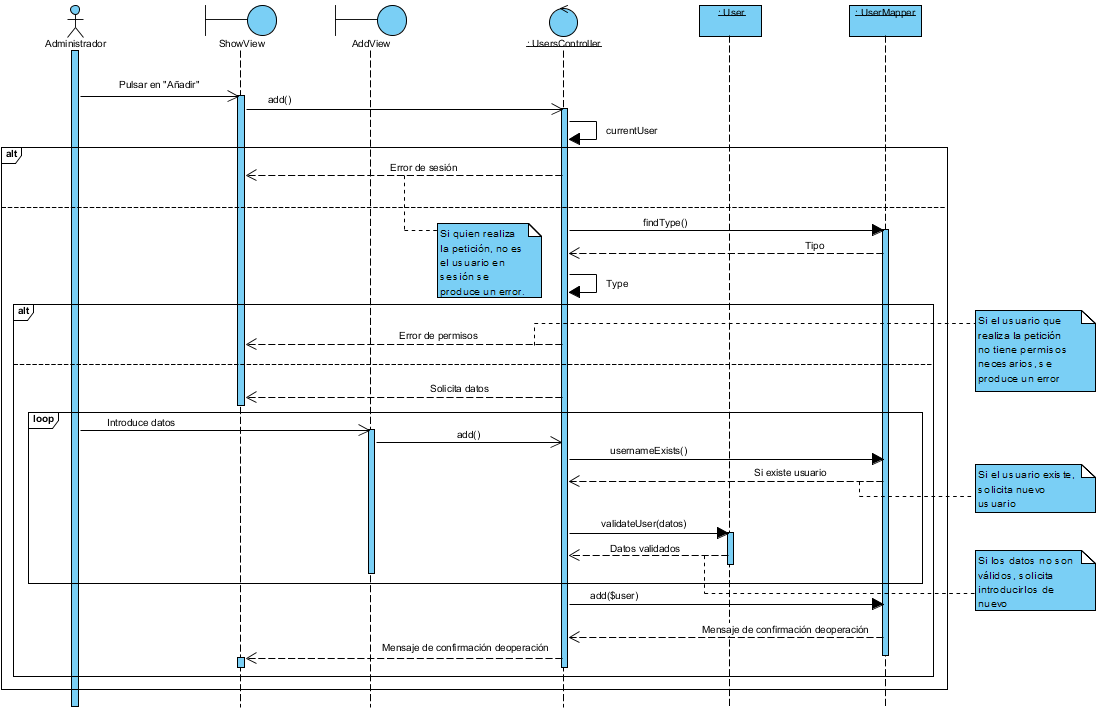 : User
: UserMapper
Administrador
ShowView
AddView
: UsersController
Pulsar en "Añadir"
add()
currentUser
alt
Error de sesión
findType()
Si quien realiza
la petición, no es
el usuario en
sesión se
produce un error.
Tipo
Type
alt
Si el usuario que
realiza la petición
no tiene permisos
necesarios, se
produce un error
Error de permisos
Solicita datos
loop
Introduce datos
add()
usernameExists()
Si existe usuario
Si el usuario existe,
solicita nuevo
usuario
validateUser(datos)
Datos validados
Si los datos no son
válidos, solicita
introducirlos de
nuevo
add($user)
Mensaje de confirmación deoperación
Mensaje de confirmación deoperación